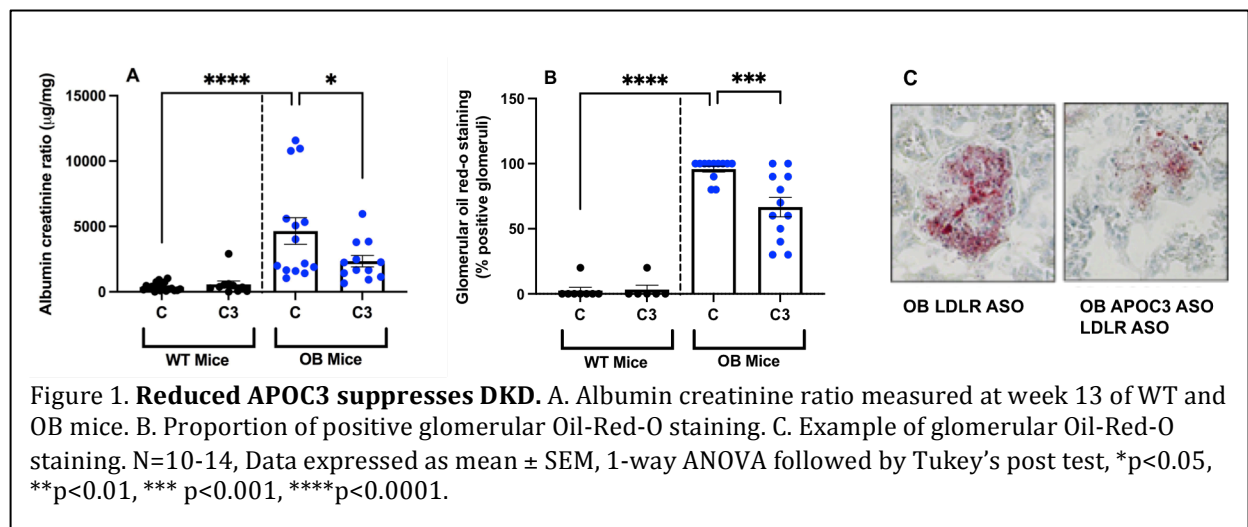 A
B
C
**** *
**** ***
Albumin creatinine ratio (µg/mg)
15000
10000
5000
0
C C3 C C3
WT Mice OB Mice
Glomerular oil red-o staining
(% positive glomeruli)
150
100
50
0
C C3 C C3
WT Mice OB Mice
OB LDLR ASO
OB APOC3 ASO
LDLR ASO
Figure 1. Reduced APOC3 suppresses DKD. A. Albumin creatinine ratio measured at week 13 of WT and
OB mice. B. Proportion of positive glomerular Oil-Red-O staining. C. Example of glomerular Oil-Red-O
staining. N=10-14, Data expressed as mean ± SEM, 1-way ANOVA followed by Tukey’s post test, *p<0.05,
**p<0.01, *** p<0.001, ****p<0.0001.